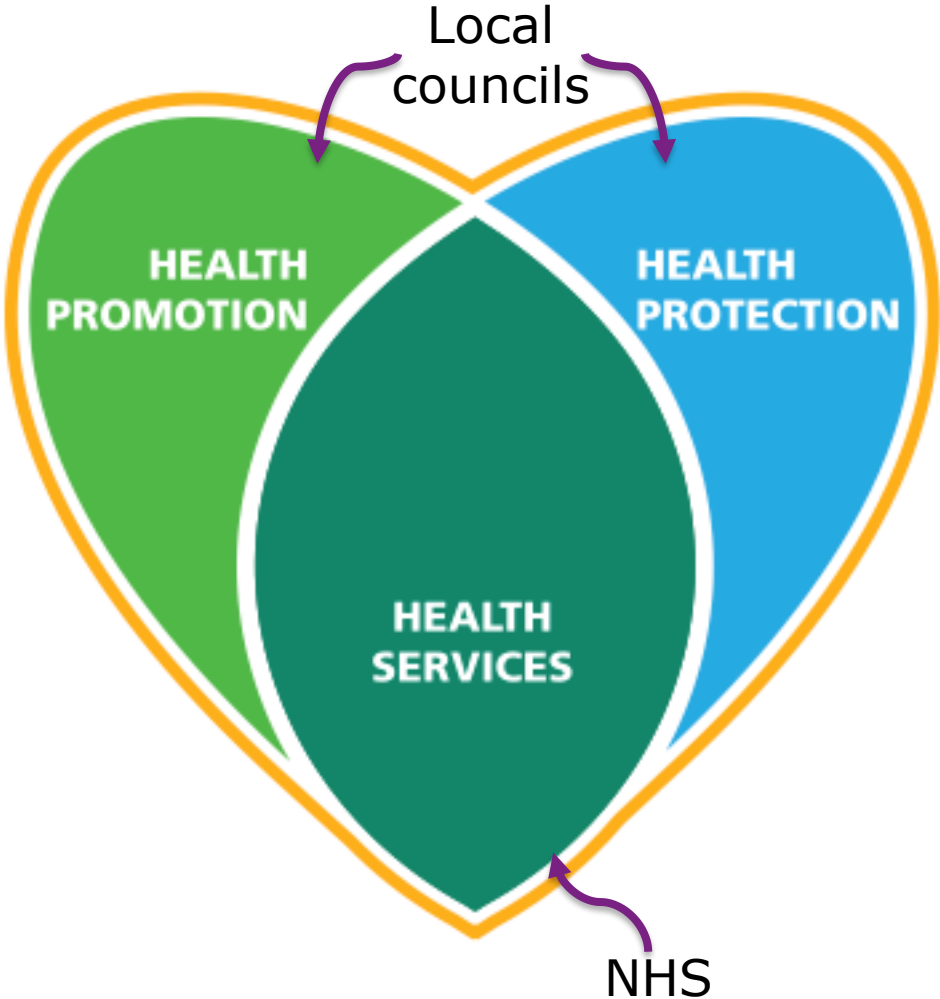 Local
councils
HEALTH
PROMOTION
HEALTH
PROTECTION
HEALTH
SERVICES
NHS